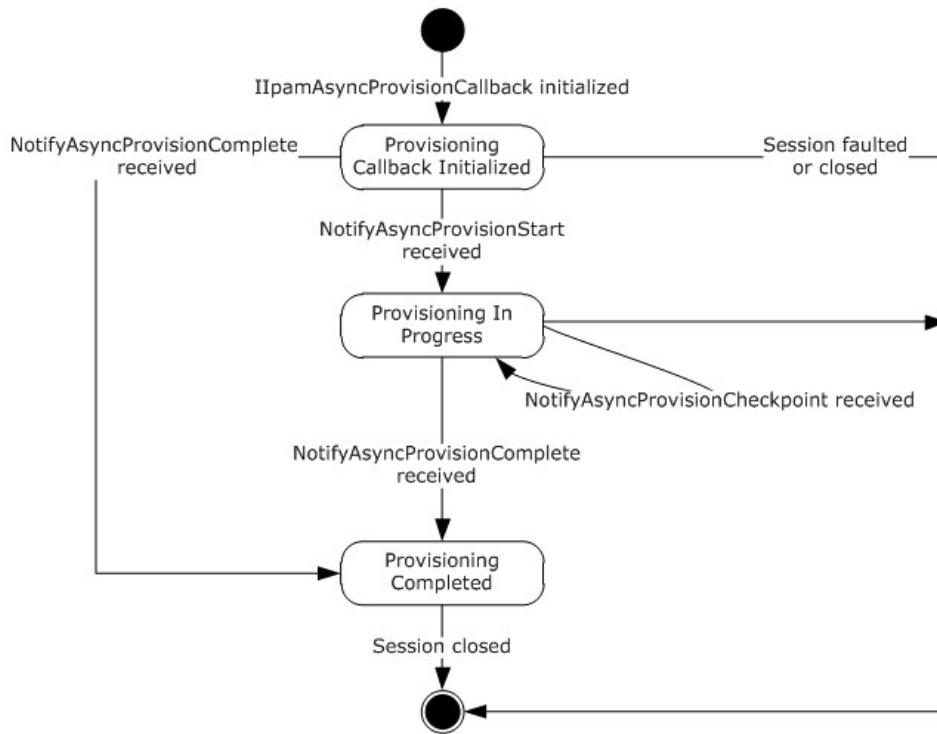 IIpamAsyncProvisionCallback initialized
NotifyAsyncProvisionComplete
received
Provisioning
Callback Initialized
Session faulted
or closed
NotifyAsyncProvisionStart
received
Provisioning In
Progress
NotifyAsyncProvisionCheckpoint received
NotifyAsyncProvisionComplete
received
Provisioning
Completed
Session closed